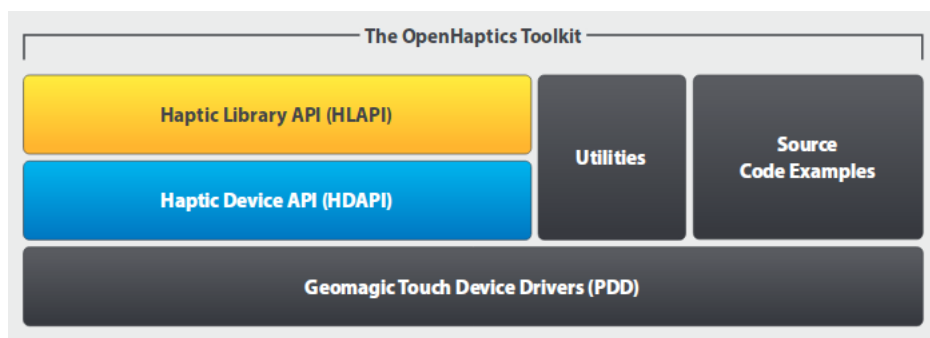 The OpenHaptics Toolkit
Haptic Library API (HLAPI)
Haptic Device API (HDAPI)
Utilities
Source
Code Examples
Geomagic Touch Device Drivers (PDD)